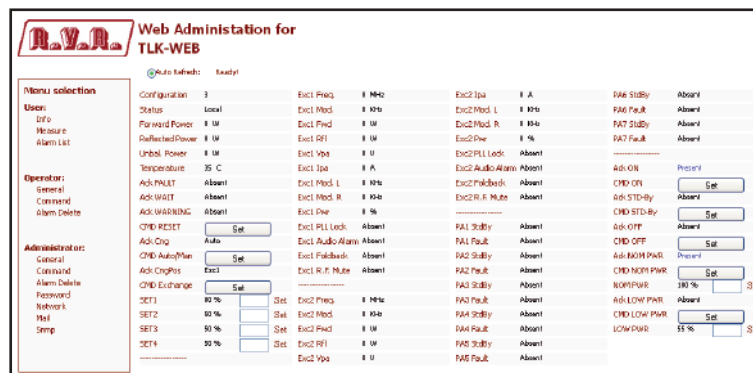 R.V.R.
Web Administation for
TLK-WEB
Auto Refresh: Ready!
Menu selection
User:
Info
Measure
Alarm List
Operator:
General
Command
Alarm Delete
Administrator:
General
Command
Alarm Delete
Password
Network
Mail
Snmp
Configuration 3
Status Local
Forward Power W
Reflected Power W
Unbal. Power W
Temperature 35 C
Ack FAULT Absent
Ack WAIT Absent
Ack WARNING Absent
CMD RESET Set
Ack Cng Auto
CMD Auto/Man Set
Ack CngPos Exc1
CMD Exchange Set
SET1 % Set
SET2 % Set
SET3 50 % Set
SET4 50 % Set
---------------
Exc1 Freq. MHz
Exc1 Mod. KHz
Exc1 Fwd W
Exc1 Rfl W
Exc1 Vpa V
Exc1 Ipa A
Exc1 Mod. L KHz
Exc1 Mod. R KHz
Exc1 Pwr %
Exc1 PLL Lock Absent
Exc1 Audio Alarm Absent
Exc1 Foldback Absent
Exc1 R.F. Mute Absent
---------------
Exc2 Freq. MHz
Exc2 Mod. KHz
Exc2 Fwd W
Exc2 Rfl W
Exc2 Vpa V
Exc2 Ipa A
Exc2 Mod. L KHz
Exc2 Mod. R KHz
Exc2 Pwr %
Exc2 PLL Lock Absent
Exc2 Audio Alarm Absent
Exc2 Foldback Absent
Exc2 R.F. Mute Absent
---------------
PA1 StdBy Absent
PA1 Fault Absent
PA2 StdBy Absent
PA2 Fault Absent
PA3 StdBy Absent
PA3 Fault Absent
PA4 StdBy Absent
PA4 Fault Absent
PA5 StdBy Absent
PA5 Fault Absent
PA6 StdBy Absent
PA6 Fault Absent
PA7 StdBy Absent
PA7 Fault Absent
---------------
Ack ON Present
CMD ON Set
Ack STD-By Absent
CMD STD-By Set
Ack OFF Absent
CMD OFF Set
Ack NOM PWR Present
CMD NOM PWR Set
NOM PWR 100 % S
Ack LOW PWR Absent
CMD LOW PWR Set
LOW PWR 55 % S